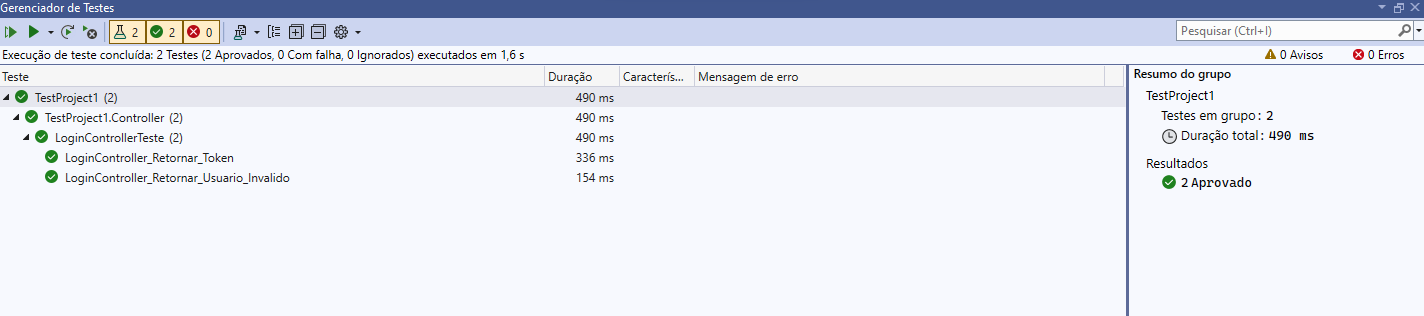 Gerenciador de Testes
2 2 0
Pesquisar (Ctrl+I)
Execução de teste concluída: 2 Testes (2 Aprovados, 0 Com falha, 0 Ignorados) executados em 1,6 s
0 Avisos 0 Erros
Teste Duração Caracterís... Mensagem de erro
TestProject1 (2) 490 ms
TestProject1.Controller (2) 490 ms
LoginControllerTeste (2) 490 ms
LoginController_Retornar_Token 336 ms
LoginController_Retornar_Usuario_Invalido 154 ms
Resumo do grupo
TestProject1
Testes em grupo: 2
Duração total: 490 ms
Resultados
2 Aprovado